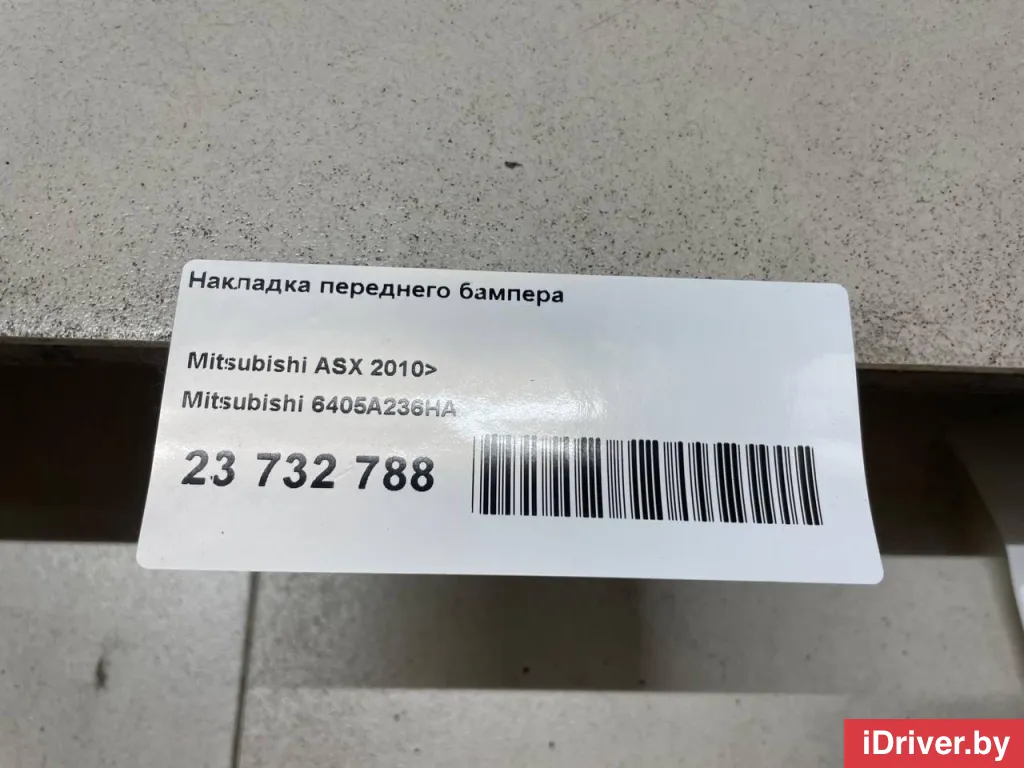 Накладка переднего бампера
Mitsubishi ASX 2010>
Mitsubishi 6405A236HA
23 732 788
iDriver.by